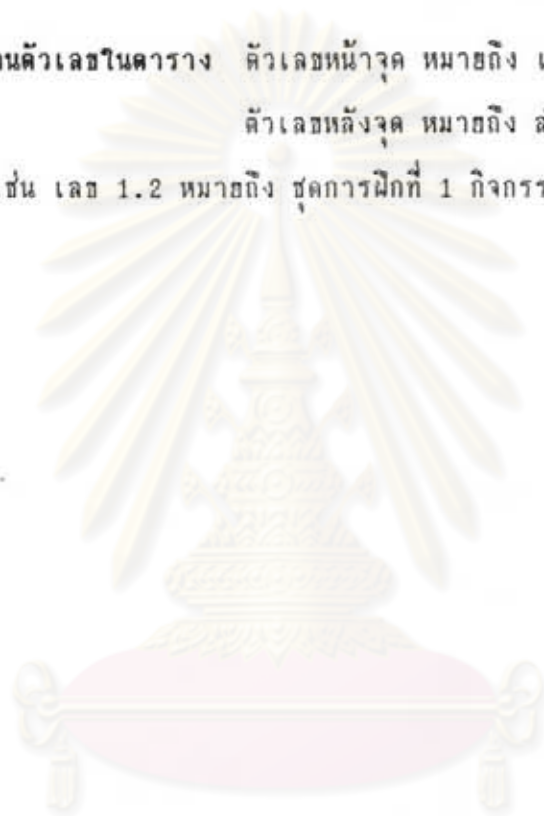 นตัวเลขในตาราง ตัวเลขหน้าจุด หมายถึง
ตัวเลขหลังจุด หมายถึง
ช่น เลข 1.2 หมายถึง ชุดการฝึกที่ 1 กิจกรร